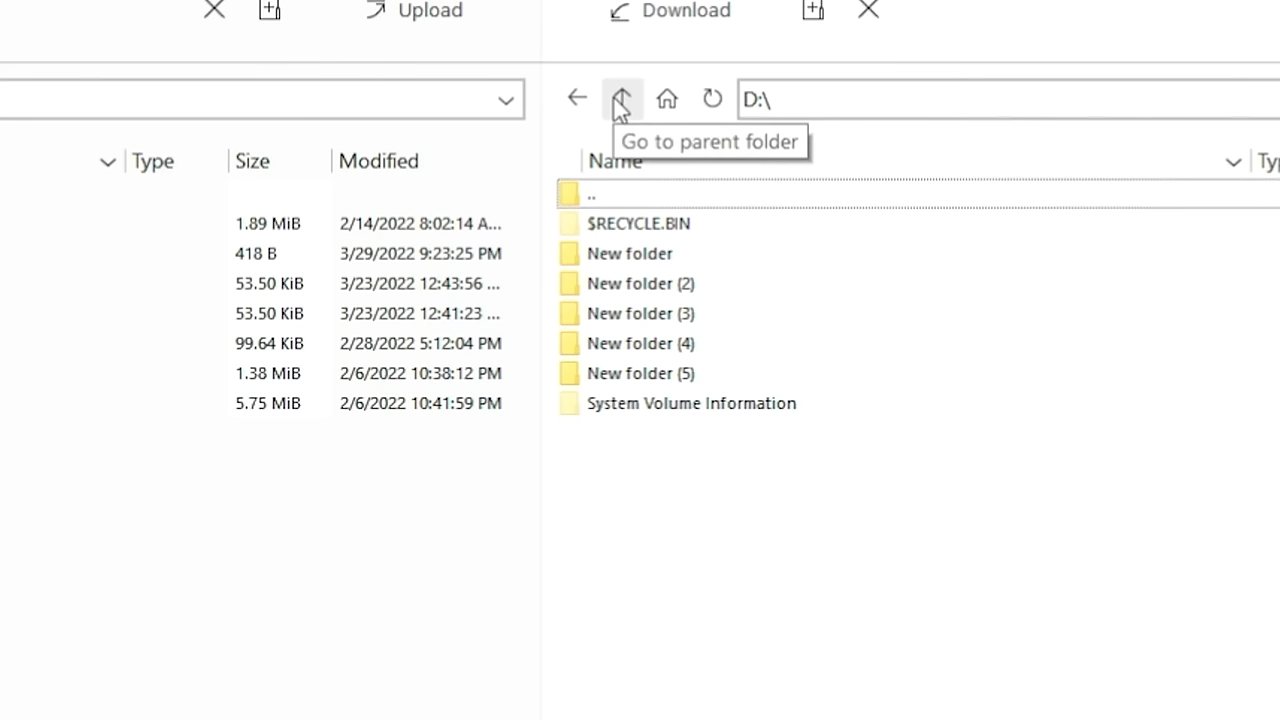 Upload
Download
D:\
Go to parent folder
Type Size Modified
Name
..
1.89 MiB 2/14/2022 8:02:14 A...
$RECYCLE.BIN
418 B 3/29/2022 9:23:25 PM
New folder
53.50 KiB 3/23/2022 12:43:56 ...
New folder (2)
53.50 KiB 3/23/2022 12:41:23 ...
New folder (3)
99.64 KiB 2/28/2022 5:12:04 PM
New folder (4)
1.38 MiB 2/6/2022 10:38:12 PM
New folder (5)
5.75 MiB 2/6/2022 10:41:59 PM
System Volume Information